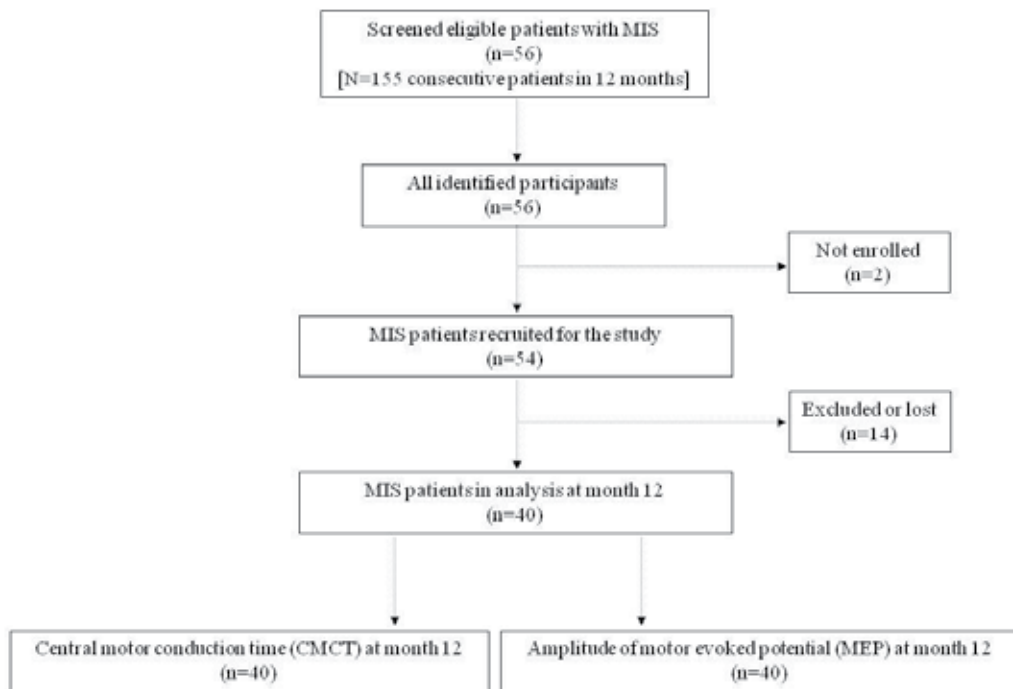 Screened eligible patients with MIS
(n=56)
[N=155 consecutive patients in 12 months]
All identified participants
(n=56)
Not enrolled
(n=2)
MIS patients recruited for the study
(n=54)
Excluded or lost
(n=14)
MIS patients in analysis at month 12
(n=40)
Central motor conduction time (CMCT) at month 12
(n=40)
Amplitude of motor evoked potential (MEP) at month 12
(n=40)